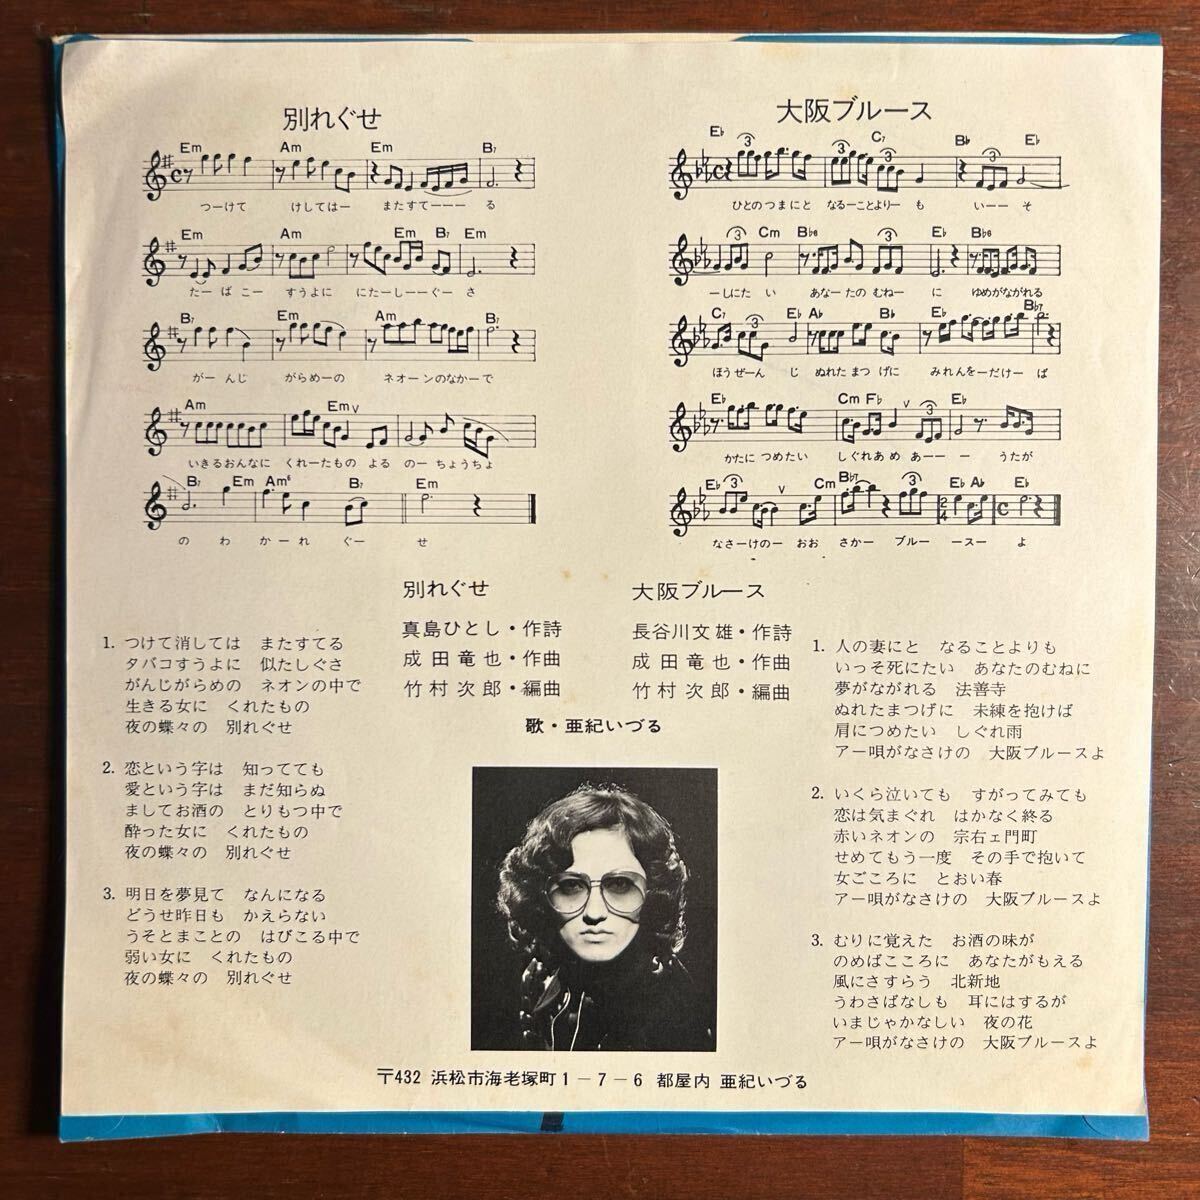 別れぐせ
Em Am Em B7
つーけて けしてはー またすてーーー る
Em Am Em B7 Em
たーばこー すうよに にたーしーーぐー さ
B7 Em Am B7
がーんじ がらめーの ネオーンのなかーで
Am Em
いきるおんなに くれーたもの よる のーちょうちょ
B7 Em Am6 B7 Em
の わ かーれ ぐー せ
大阪ブルース
E♭ C7 B♭ E♭
ひとのつまにと なるーことよりー も いーー そ
Cm B♭6 E♭ B♭6
ーしにた い あなーたの むねー に ゆめがながれる
C7 E♭ A♭ B♭ E♭ B♭7
ほうぜーん じ ぬれた まつ げに みれんをーだけー ば
E♭ Cm F♭ E♭
かたに つめたい しぐれあめ あーー ー うたが
E♭ Cm B♭7 E♭ A♭ E♭
なさーけのー おお さかー ブルー ースー よ
別れぐせ
真島ひとし・作詩
成田竜也・作曲
竹村次郎・編曲
大阪ブルース
長谷川文雄・作詩
成田竜也・作曲
竹村次郎・編曲
歌・亜紀いづる
1. つけて消しては またすてる
タバコすうよに 似たしぐさ
がんじがらめの ネオンの中で
生きる女に くれたもの
夜の蝶々の 別れぐせ
2. 恋という字は 知ってても
愛という字は まだ知らぬ
ましてお酒の とりもつ中で
酔った女に くれたもの
夜の蝶々の 別れぐせ
3. 明日を夢見て なんになる
どうせ昨日も かえらない
うそとまことの はびこる中で
弱い女に くれたもの
夜の蝶々の 別れぐせ
1. 人の妻にと なることよりも
いっそ死にたい あなたのむねに
夢がながれる 法善寺
ぬれたまつげに 未練を抱けば
肩につめたい しぐれ雨
アー唄がなさけの 大阪ブルースよ
2. いくら泣いても すがってみても
恋は気まぐれ はかなく終る
赤いネオンの 宗右ェ門町
せめてもう一度 その手で抱いて
女ごころに とおい春
アー唄がなさけの 大阪ブルースよ
3. むりに覚えた お酒の味が
のめばこころに あなたがもえる
風にさすらう 北新地
うわさばなしも 耳にはするが
いまじゃかなしい 夜の花
アー唄がなさけの 大阪ブルースよ
〒432 浜松市海老塚町1－7－6 都屋内 亜紀いづる